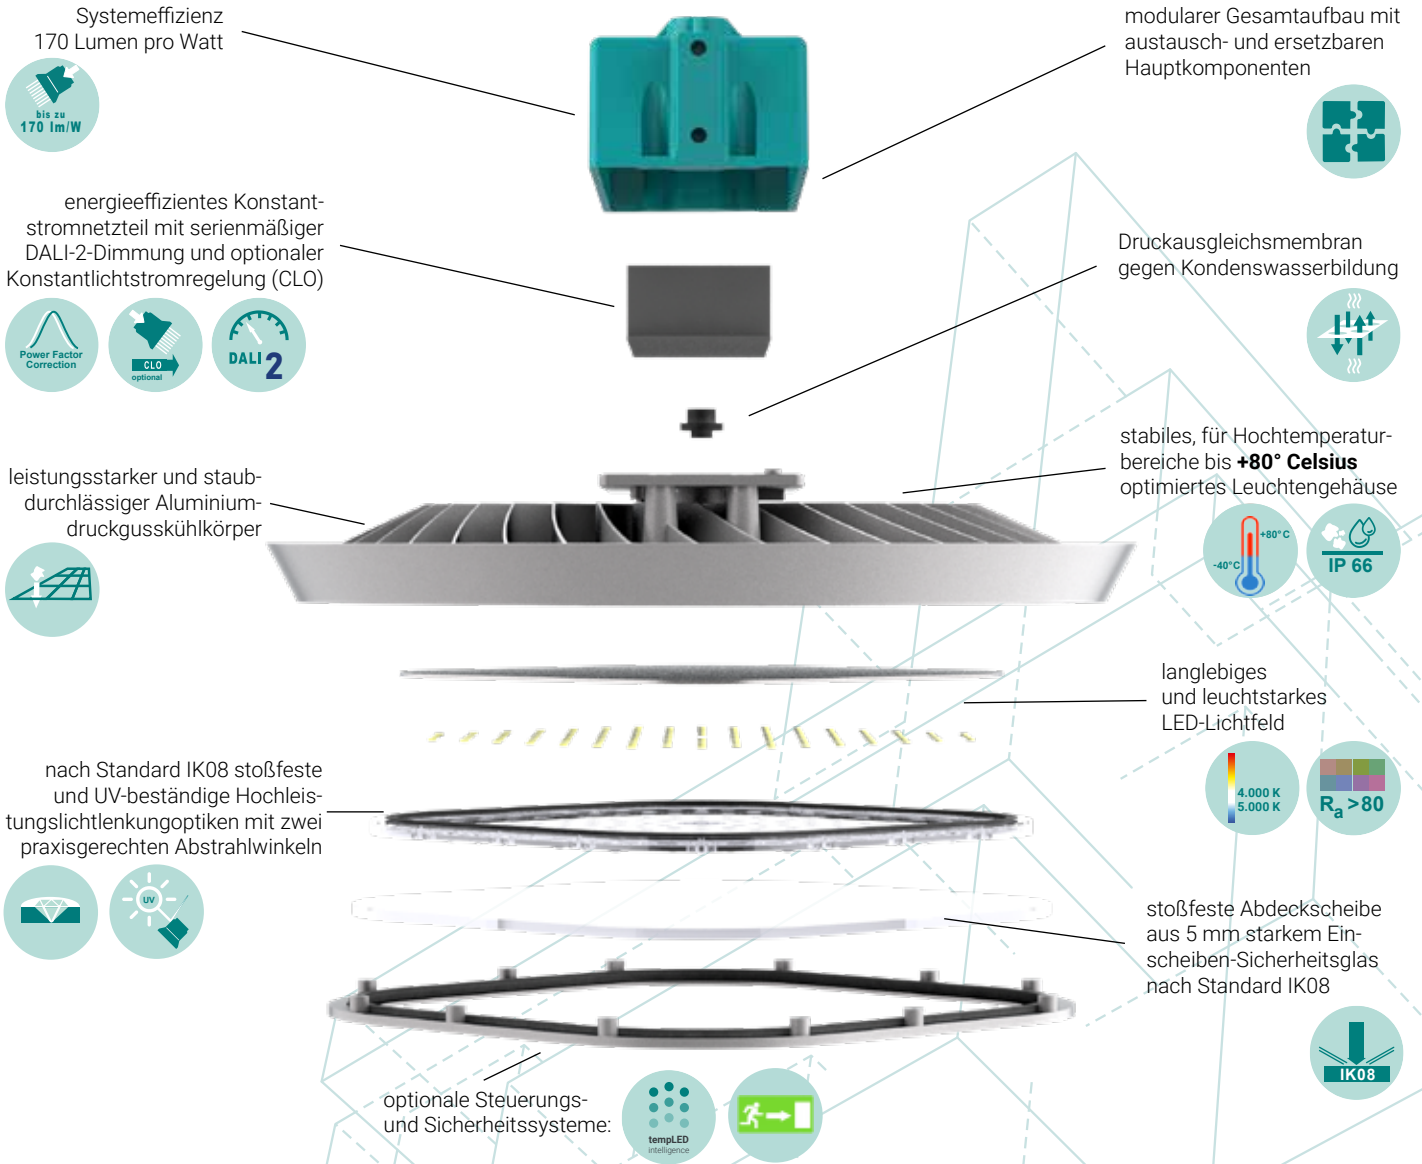 Systemeffizienz
170 Lumen pro Watt
bis zu
170 lm/W
energieeffizientes Konstant-
stromnetzteil mit serienmäßiger
DALI-2-Dimmung und optionaler
Konstantlichtstromregelung (CLO)
Power Factor
Correction
CLO
optional
DALI 2
leistungsstarker und staub-
durchlässiger Aluminium-
druckgusskühlkörper
nach Standard IK08 stoßfeste
und UV-beständige Hochleis-
tungslichtlenkungoptiken mit zwei
praxisgerechten Abstrahlwinkeln
UV
modularer Gesamtaufbau mit
austausch- und ersetzbaren
Hauptkomponenten
Druckausgleichsmembran
gegen Kondenswasserbildung
stabiles, für Hochtemperatur-
bereiche bis +80° Celsius
optimiertes Leuchtengehäuse
+80°C
-40°C
IP 66
langlebiges
und leuchtstarkes
LED-Lichtfeld
4.000 K
5.000 K
Ra >80
stoßfeste Abdeckscheibe
aus 5 mm starkem Ein-
scheiben-Sicherheitsglas
nach Standard IK08
IK08
optionale Steuerungs-
und Sicherheitssysteme:
tempLED
intelligence